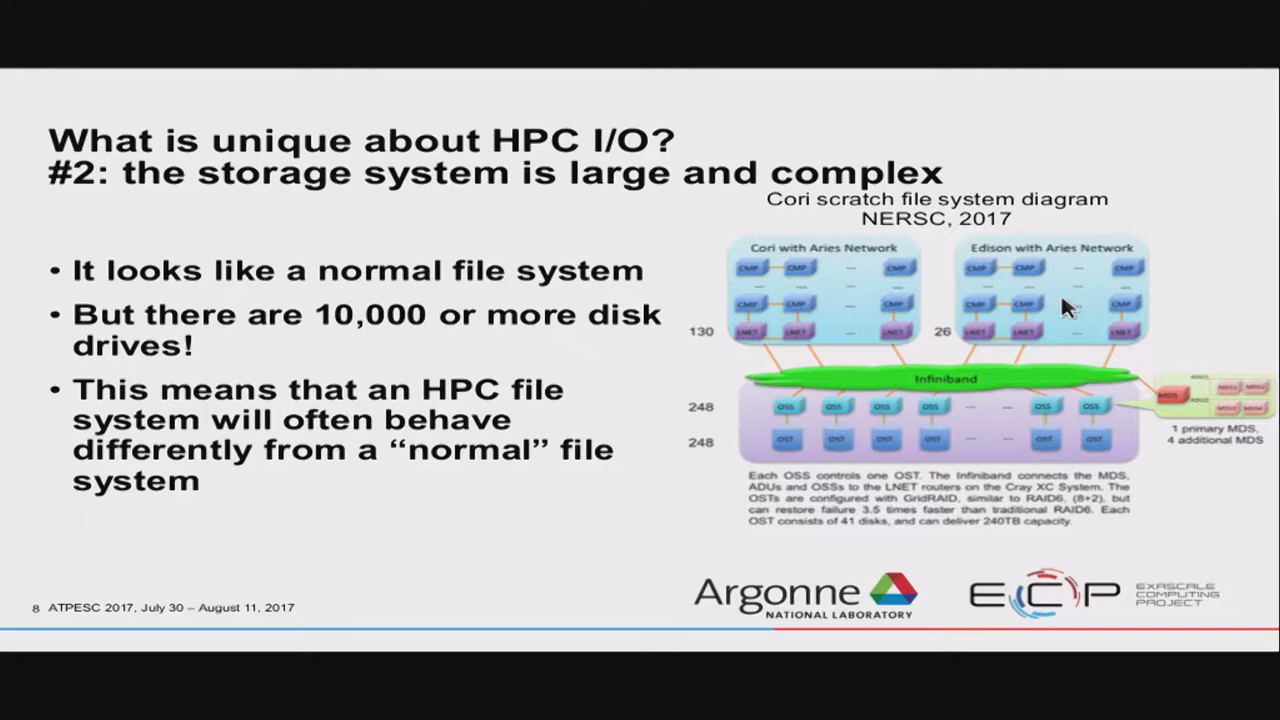 What is unique about HPC I/O?
#2: the storage system is large and complex
Cori scratch file system diagram
NERSC, 2017
• It looks like a normal file system
• But there are 10,000 or more disk
drives!
• This means that an HPC file
system will often behave
differently from a “normal” file
system
Cori with Aries Network
CMP CMP ... CMP
... ... ... ...
CMP CMP ... CMP
130
LNET LNET ... LNET
Edison with Aries Network
CMP CMP ... CMP
... ... ... ...
CMP CMP ... CMP
26
LNET LNET ... LNET
Infiniband
248
OSS OSS OSS OSS ... ... OSS OSS
248
OST OST OST OST ... ... OST OST
MDS
ADU1
MDS1 MDS2
ADU2
MDS3 MDS4
1 primary MDS,
4 additional MDS
Each OSS controls one OST. The Infiniband connects the MDS,
ADUs and OSSs to the LNET routers on the Cray XC System. The
OSTs are configured with GridRAID, similar to RAID6, (8+2), but
can restore failure 3.5 times faster than traditional RAID6. Each
OST consists of 41 disks, and can deliver 240TB capacity.
8 ATPESC 2017, July 30 – August 11, 2017
Argonne
NATIONAL LABORATORY
ECP
EXASCALE
COMPUTING
PROJECT